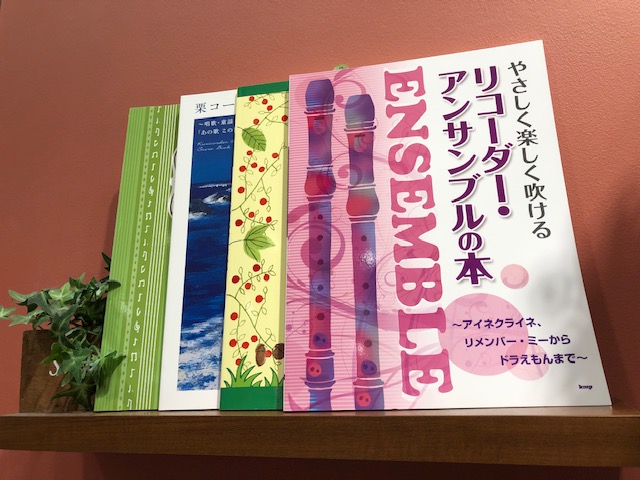 やさしく楽しく吹ける
リコーダー・
アンサンブルの本
ENSEMBLE
〜アイネクライネ、
リメンバー・ミーから
ドラえもんまで〜
kmp
栗コー
〜唱歌・童謡
「あの歌 この